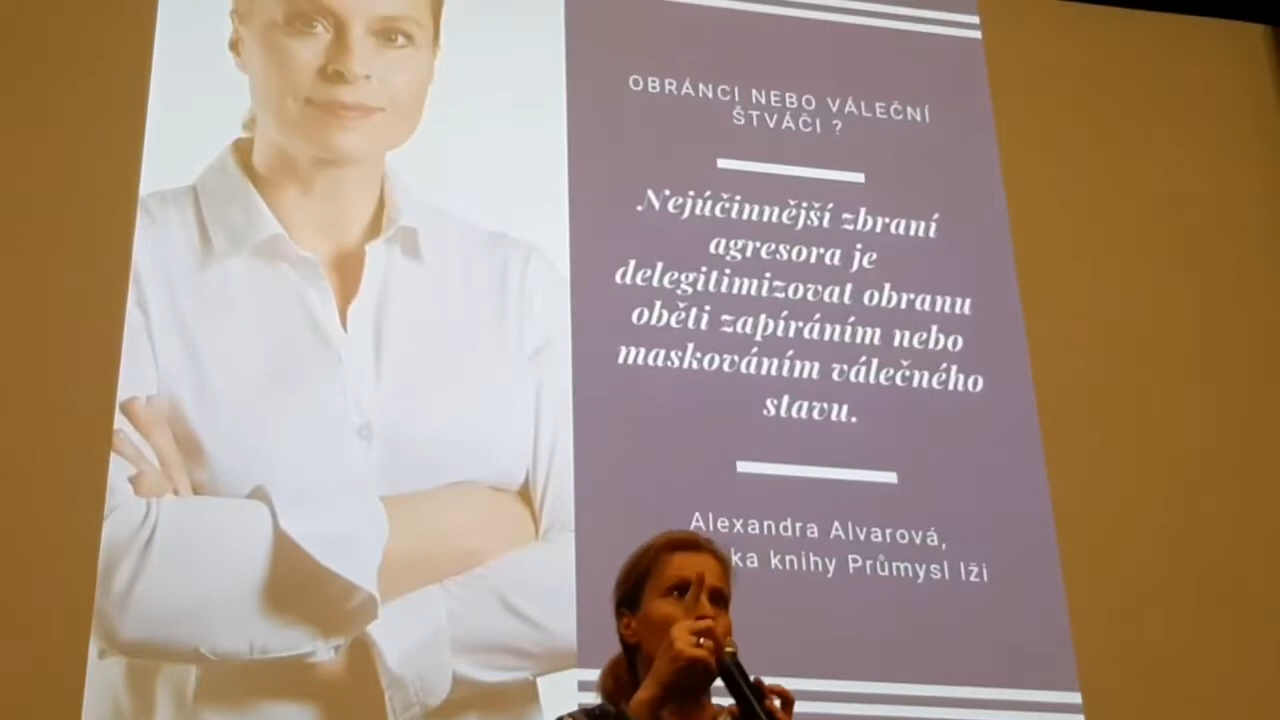 OBRÁNCI NEBO VÁLEČNÍ
ŠTVÁČI ?
Nejúčinnější zbraní
agresora je
delegitimizovat obranu
oběti zapíráním nebo
maskováním válečného
stavu.
Alexandra Alvarová,
knihy Průmysl lži